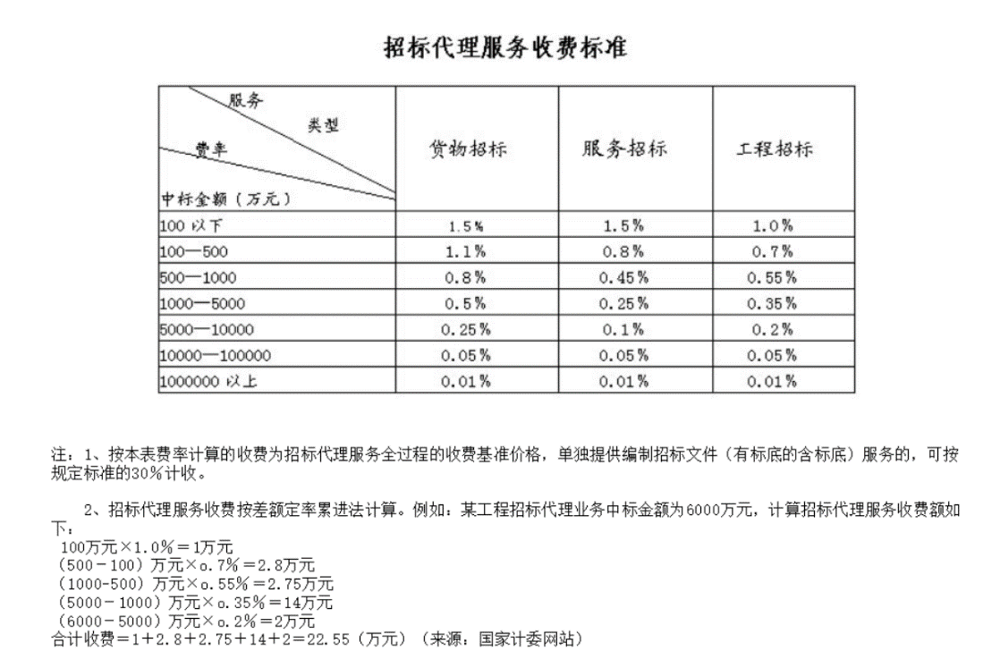 招标代理服务收费标准
服务
类型
费率
中标金额（万元）
货物招标 服务招标 工程招标
100 以下 1.5% 1.5% 1.0%
100—500 1.1% 0.8% 0.7%
500—1000 0.8% 0.45% 0.55%
1000—5000 0.5% 0.25% 0.35%
5000—10000 0.25% 0.1% 0.2%
10000—100000 0.05% 0.05% 0.05%
1000000 以上 0.01% 0.01% 0.01%
注：1、按本表费率计算的收费为招标代理服务全过程的收费基准价格，单独提供编制招标文件（有标底的含标底）服务的，可按
规定标准的30％计收。
2、招标代理服务收费按差额定率累进法计算。例如：某工程招标代理业务中标金额为6000万元，计算招标代理服务收费额如
下：
100万元×1.0％＝1万元
（500－100）万元×o.7％＝2.8万元
（1000-500）万元×o.55％＝2.75万元
（5000－1000）万元×o.35％＝14万元
（6000－5000）万元×o.2％＝2万元
合计收费＝1＋2.8＋2.75＋14＋2＝22.55（万元）（来源：国家计委网站）